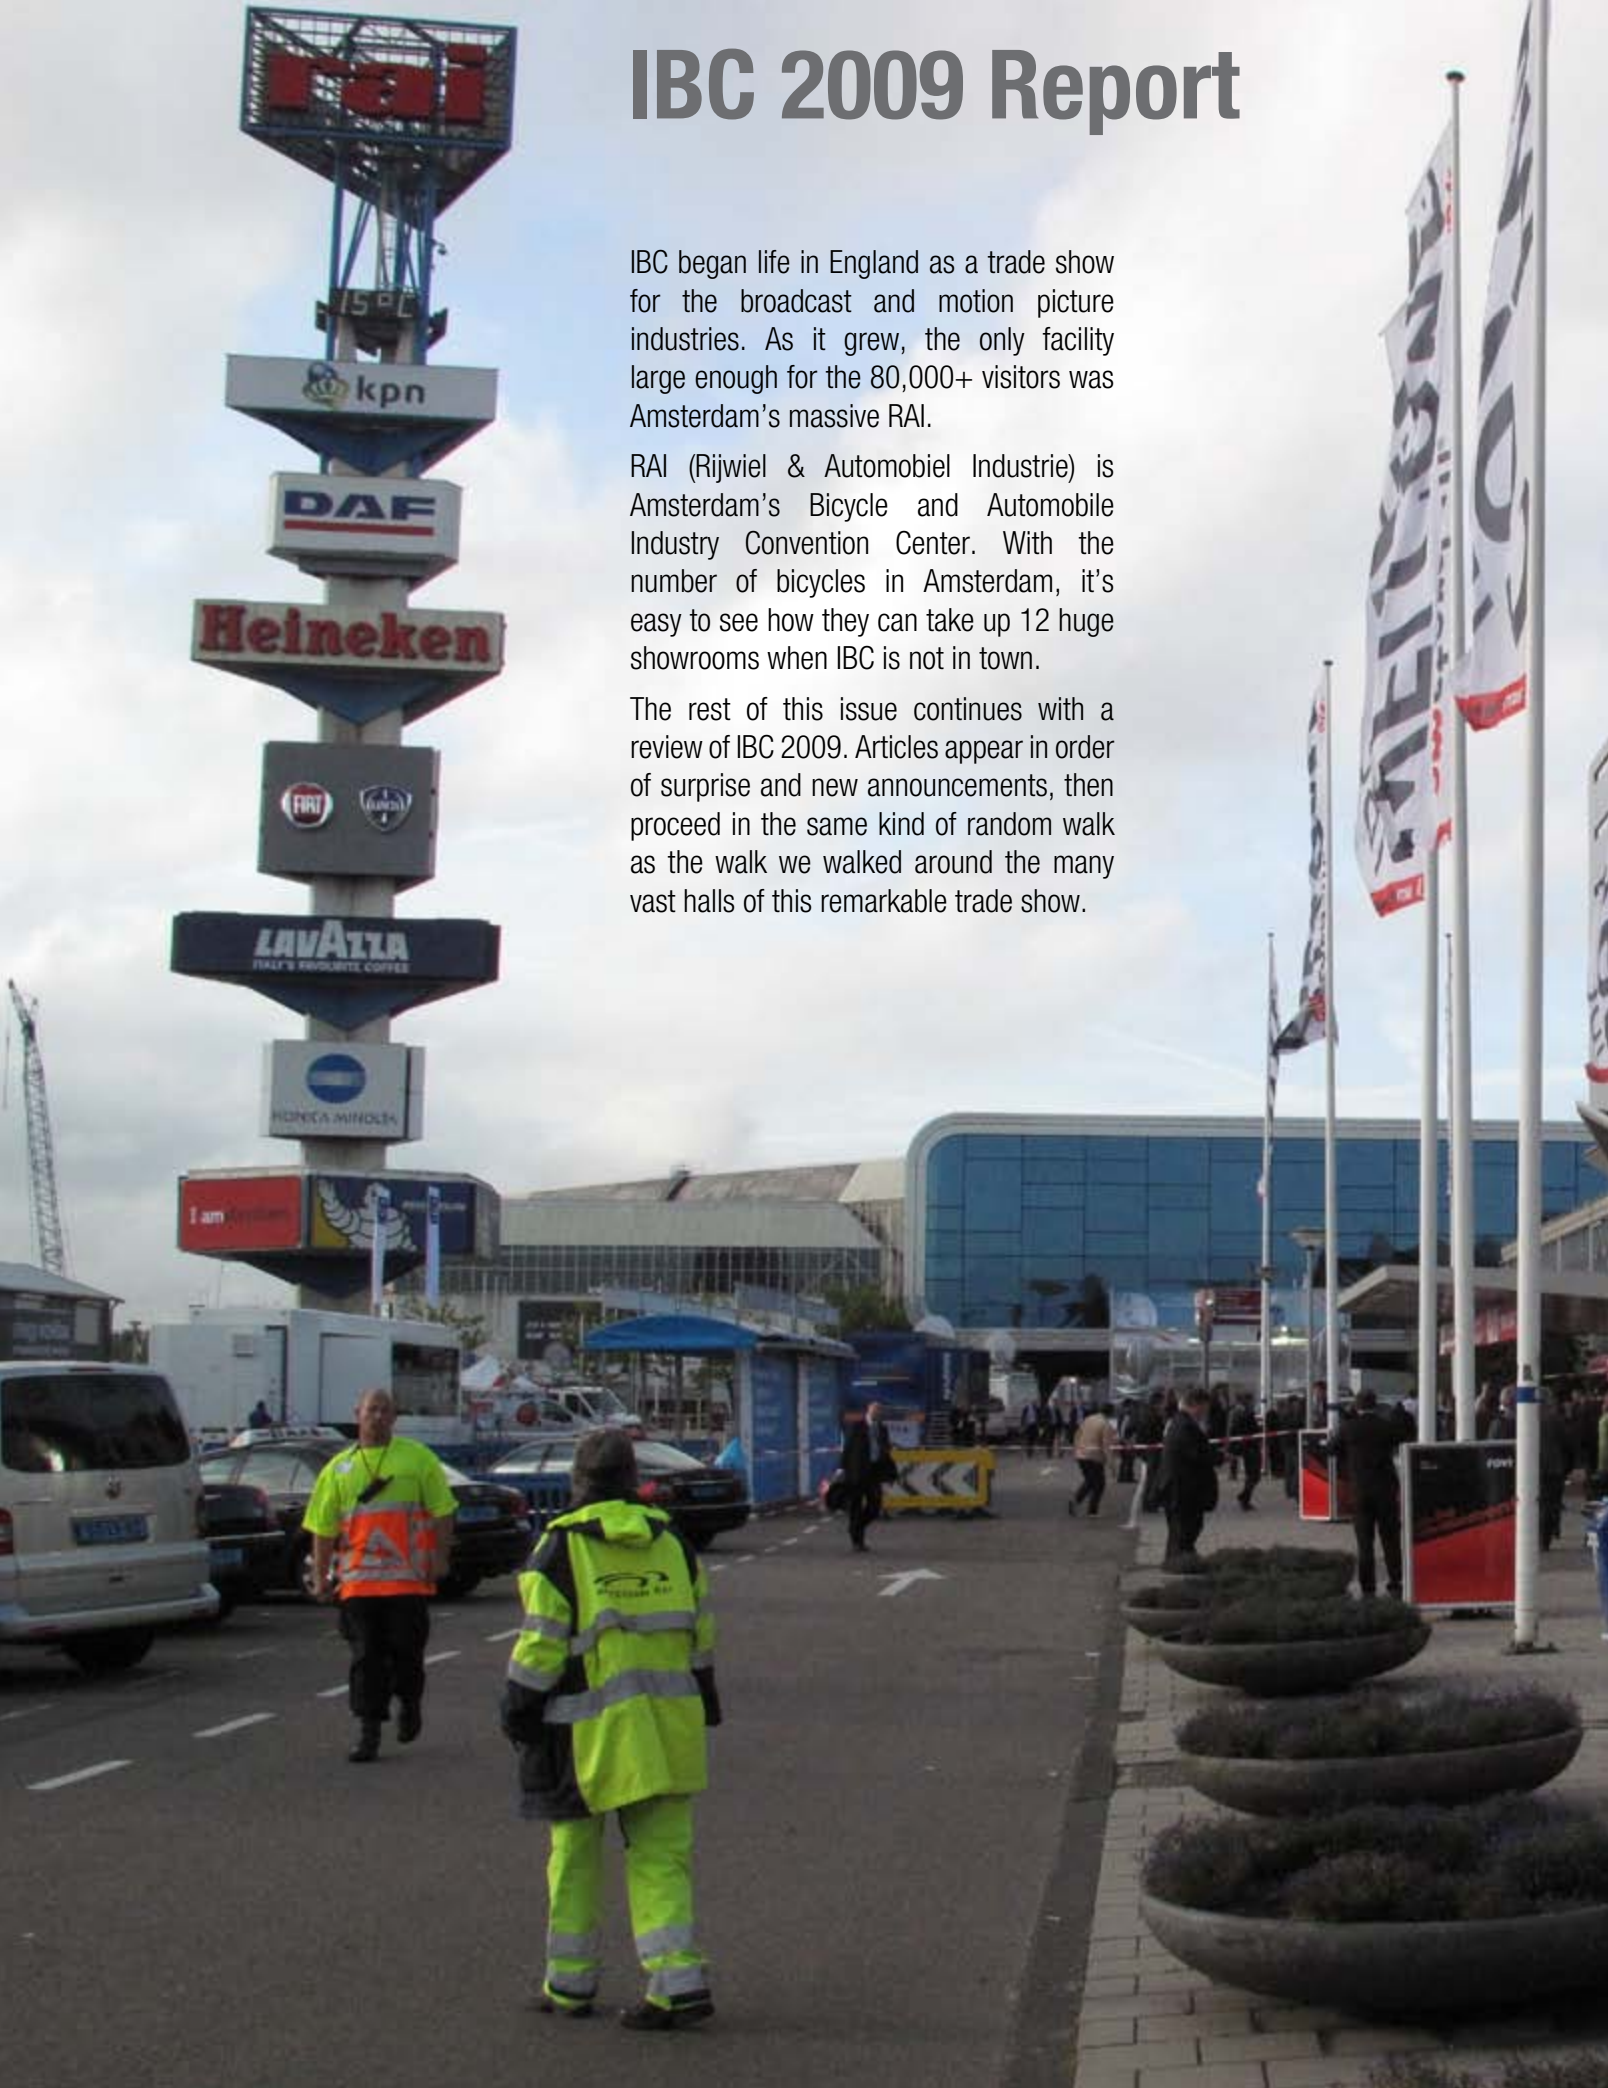 IBC 2009 Report
IBC began life in England as a trade show
for the broadcast and motion picture
industries. As it grew, the only facility
large enough for the 80,000+ visitors was
Amsterdam's massive RAI.
RAI (Rijwiel & Automobiel Industrie) is
Amsterdam's Bicycle and Automobile
Industry Convention Center. With the
number of bicycles in Amsterdam, it's
easy to see how they can take up 12 huge
showrooms when IBC is not in town.
The rest of this issue continues with a
review of IBC 2009. Articles appear in order
of surprise and new announcements, then
proceed in the same kind of random walk
as the walk we walked around the many
vast halls of this remarkable trade show.
rai
15°C
kpn
DAF
Heineken
FIAT
LANCIA
LAVAZZA
ITALY'S FAVOURITE COFFEE
KONICA MINOLTA
I amsterdam